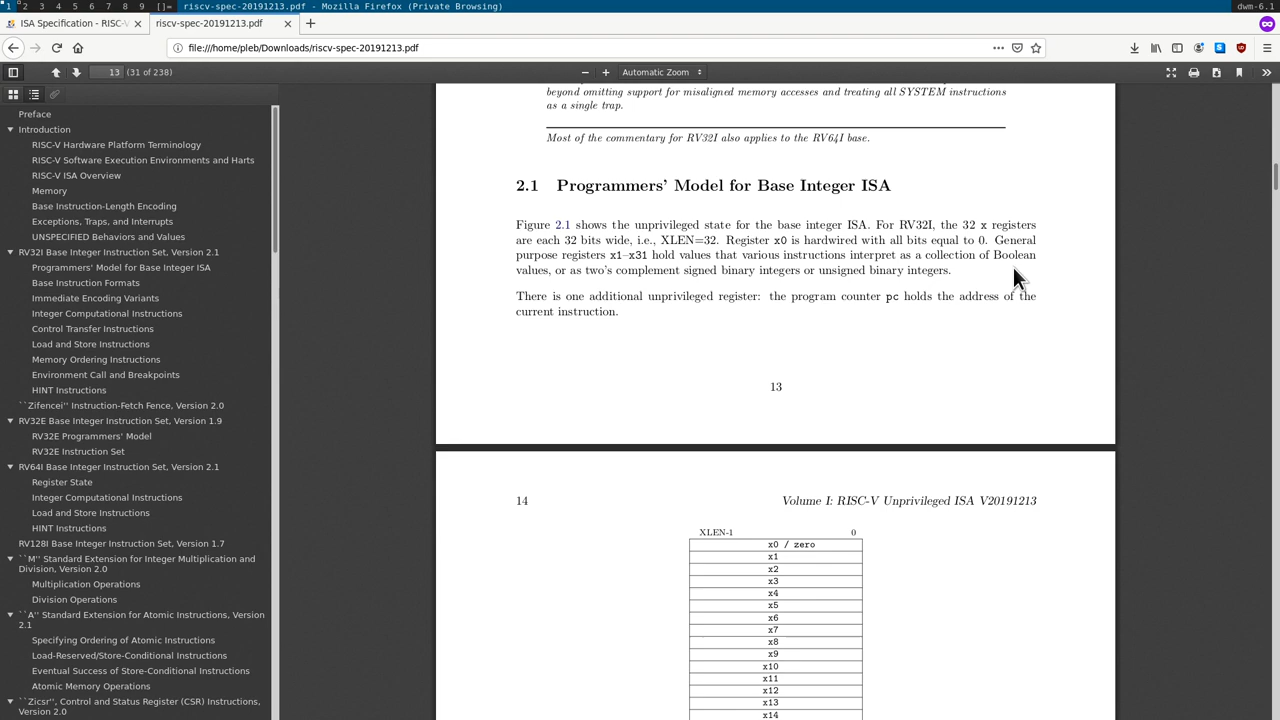 1 2 3 4 5 6 7 8 9 []= riscv-spec-20191213.pdf - Mozilla Firefox (Private Browsing) dwm-6.1
ISA Specification - RISC-V
riscv-spec-20191213.pdf
file:///home/pleb/Downloads/riscv-spec-20191213.pdf
13 (31 of 238) Automatic Zoom
Preface
Introduction
RISC-V Hardware Platform Terminology
RISC-V Software Execution Environments and Harts
RISC-V ISA Overview
Memory
Base Instruction-Length Encoding
Exceptions, Traps, and Interrupts
UNSPECIFIED Behaviors and Values
RV32I Base Integer Instruction Set, Version 2.1
Programmers' Model for Base Integer ISA
Base Instruction Formats
Immediate Encoding Variants
Integer Computational Instructions
Control Transfer Instructions
Load and Store Instructions
Memory Ordering Instructions
Environment Call and Breakpoints
HINT Instructions
``Zifencei'' Instruction-Fetch Fence, Version 2.0
RV32E Base Integer Instruction Set, Version 1.9
RV32E Programmers' Model
RV32E Instruction Set
RV64I Base Integer Instruction Set, Version 2.1
Register State
Integer Computational Instructions
Load and Store Instructions
HINT Instructions
RV128I Base Integer Instruction Set, Version 1.7
``M'' Standard Extension for Integer Multiplication and
Division, Version 2.0
Multiplication Operations
Division Operations
``A'' Standard Extension for Atomic Instructions, Version
2.1
Specifying Ordering of Atomic Instructions
Load-Reserved/Store-Conditional Instructions
Eventual Success of Store-Conditional Instructions
Atomic Memory Operations
``Zicsr'', Control and Status Register (CSR) Instructions,
Version 2.0
beyond omitting support for misaligned memory accesses and treating all SYSTEM instructions
as a single trap.
Most of the commentary for RV32I also applies to the RV64I base.
2.1 Programmers' Model for Base Integer ISA
Figure 2.1 shows the unprivileged state for the base integer ISA. For RV32I, the 32 x registers
are each 32 bits wide, i.e., XLEN=32. Register x0 is hardwired with all bits equal to 0. General
purpose registers x1–x31 hold values that various instructions interpret as a collection of Boolean
values, or as two's complement signed binary integers or unsigned binary integers.
There is one additional unprivileged register: the program counter pc holds the address of the
current instruction.
13
14 Volume I: RISC-V Unprivileged ISA V20191213
XLEN-1 0
x0 / zero
x1
x2
x3
x4
x5
x6
x7
x8
x9
x10
x11
x12
x13
x14